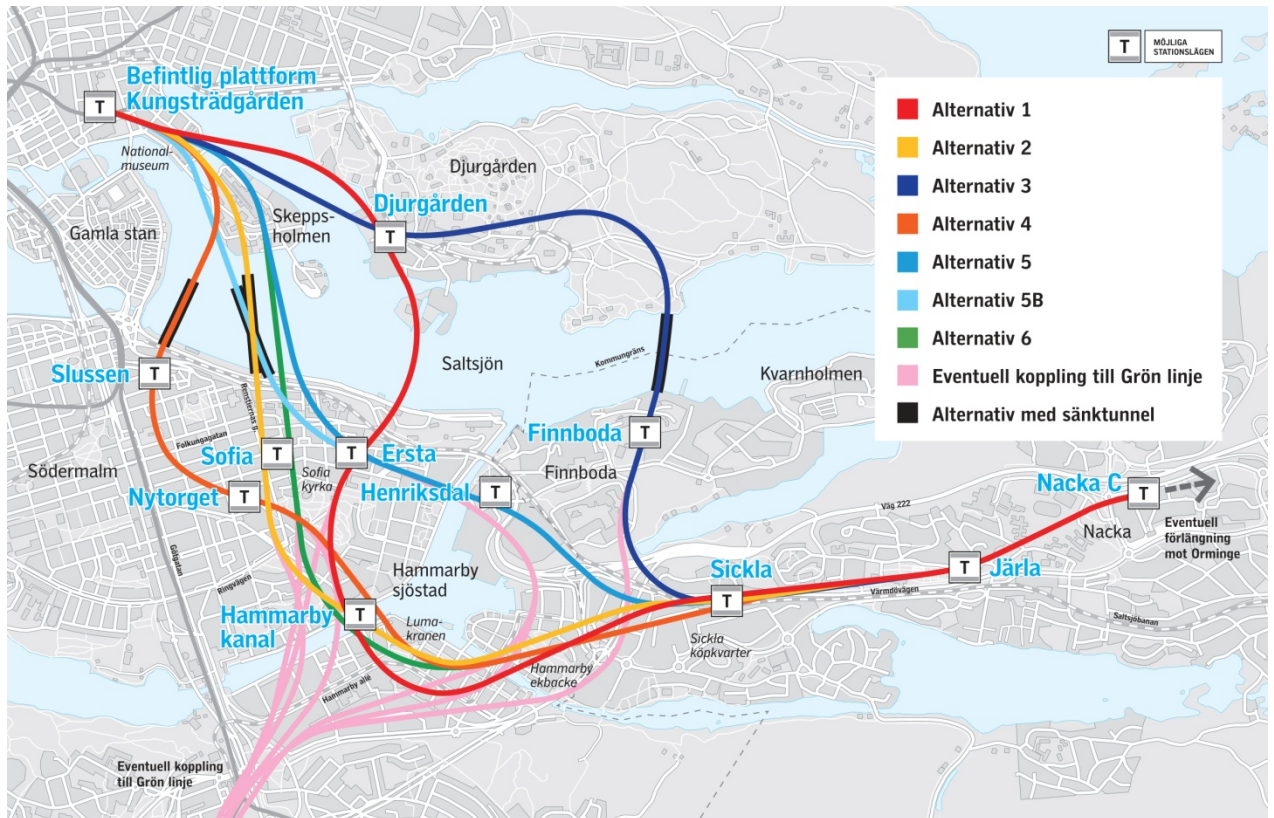 T
MÖJLIGA
STATIONSLÄGEN
Befintlig plattform
Kungsträdgården
T
National-
museum
Alternativ 1
Alternativ 2
Alternativ 3
Alternativ 4
Alternativ 5
Alternativ 5B
Alternativ 6
Eventuell koppling till Grön linje
Alternativ med sänktunnel
Djurgården
Djurgården
T
Skepps-
holmen
Gamla stan
Saltsjön
Kommungräns
Kvarnholmen
Slussen
T
Renstiernas g.
Folkungagatan
Sofia
T
Sofia
kyrka
T
Ersta
Finnboda
T
Finnboda
Södermalm
Nytorget
T
Henriksdal
T
Väg 222
Nacka C
T
Nacka
Eventuell
förlängning
mot Orminge
Götgatan
Ringvägen
Hammarby
sjöstad
Hammarby
kanal
T
Luma-
kranen
Sickla
T
Sickla
köpkvarter
T
Järla
Värmdövägen
Saltsjöbanan
Hammarby
ekbacke
Hammarby allé
Eventuell koppling
till Grön linje